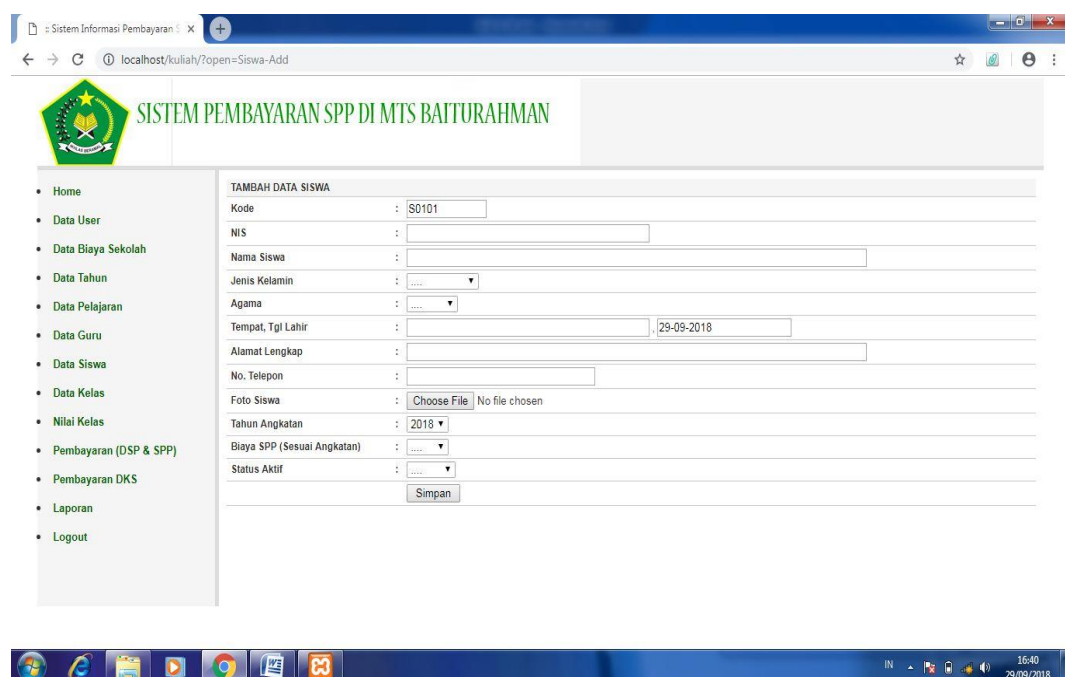 :: Sistem Informasi Pembayaran S
localhost/kuliah/?open=Siswa-Add
SISTEM PEMBAYARAN SPP DI MTS BAITURAHMAN
Home
Data User
Data Biaya Sekolah
Data Tahun
Data Pelajaran
Data Guru
Data Siswa
Data Kelas
Nilai Kelas
Pembayaran (DSP & SPP)
Pembayaran DKS
Laporan
Logout
TAMBAH DATA SISWA
Kode : S0101
NIS :
Nama Siswa :
Jenis Kelamin : ....
Agama : ....
Tempat, Tgl Lahir : , 29-09-2018
Alamat Lengkap :
No. Telepon :
Foto Siswa : Choose File No file chosen
Tahun Angkatan : 2018
Biaya SPP (Sesuai Angkatan) : ....
Status Aktif : ....
Simpan
IN
16:40
29/09/2018